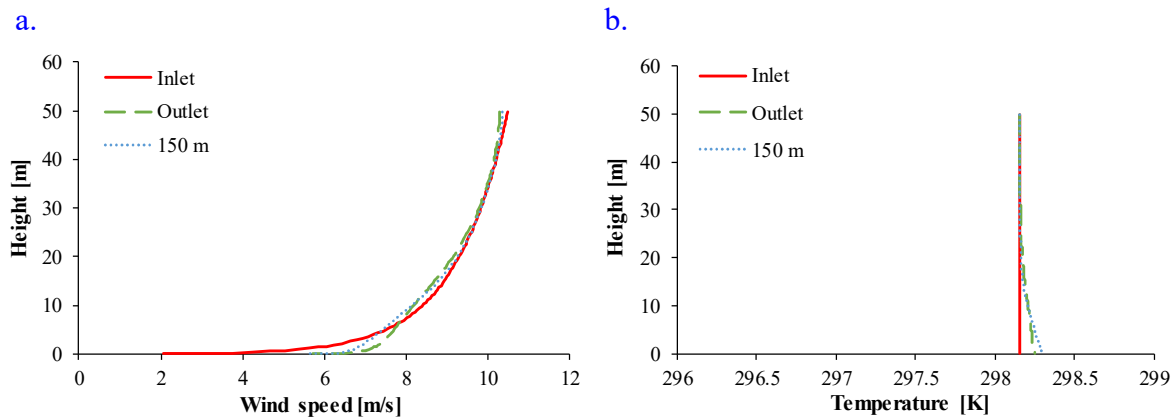 a.
60
50
40
30
20
10
0
Height [m]
Inlet
Outlet
150 m
0 2 4 6 8 10 12
Wind speed [m/s]
b.
60
50
40
30
20
10
0
Height [m]
Inlet
Outlet
150 m
296 296.5 297 297.5 298 298.5 299
Temperature [K]